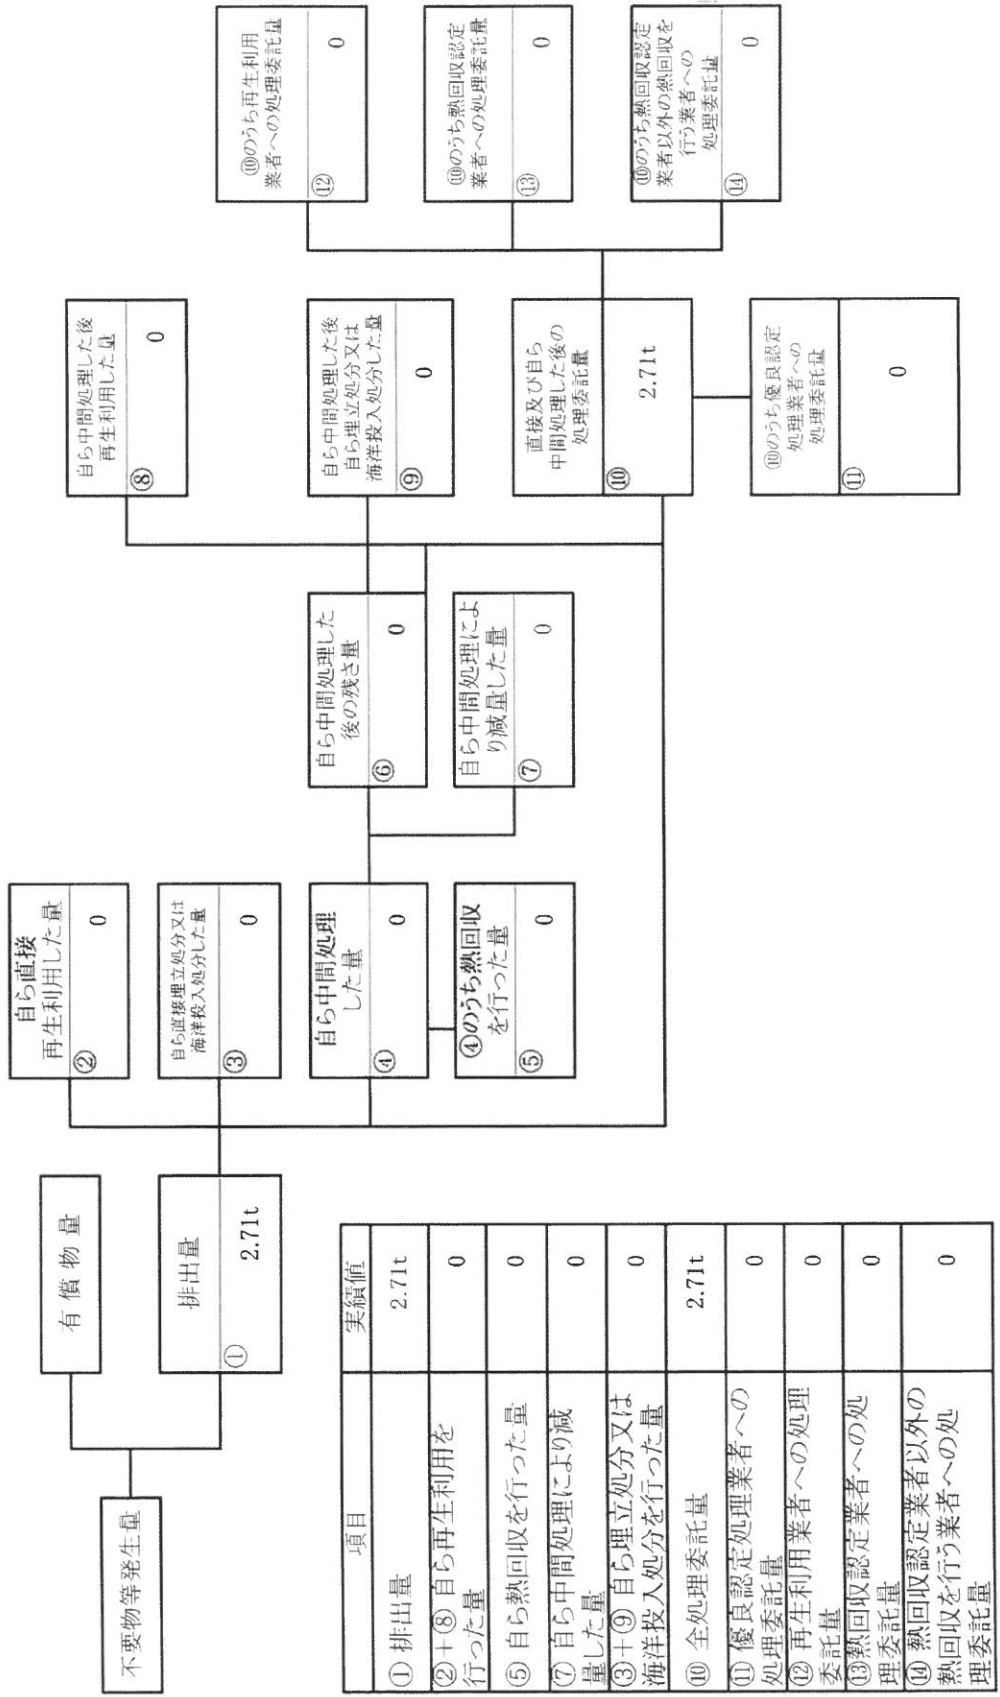 不要物等発生量
有償物量
排出量
① 2.71t
自ら直接
再生利用した量
② 0
自ら直接埋立処分又は
海洋投入処分した量
③ 0
自ら中間処理
した量
④ 0
④のうち熱回収
を行った量
⑤ 0
自ら中間処理した
後の残さ量
⑥ 0
自ら中間処理によ
り減量した量
⑦ 0
自ら中間処理した後
再生利用した量
⑧ 0
自ら中間処理した後
自ら埋立処分又は
海洋投入処分した量
⑨ 0
直接及び自ら
中間処理した後の
処理委託量
⑩ 2.71t
⑩のうち優良認定
処理業者への
処理委託量
⑪ 0
⑩のうち再生利用
業者への処理委託量
⑫ 0
⑩のうち熱回収認定
業者への処理委託量
⑬ 0
⑩のうち熱回収認定
業者以外の熱回収を
行う業者への
処理委託量
⑭ 0
項目 実績値
① 排出量 2.71t
②+⑧ 自ら再生利用を
行った量 0
⑤ 自ら熱回収を行った量 0
⑦ 自ら中間処理により減
量した量 0
③+⑨ 自ら埋立処分又は
海洋投入処分を行った量 0
⑩ 全処理委託量 2.71t
⑪ 優良認定処理業者への
処理委託量 0
⑫ 再生利用業者への処理
委託量 0
⑬熱回収認定業者への処
理委託量 0
⑭ 熱回収認定業者以外の
熱回収を行う業者への処
理委託量 0